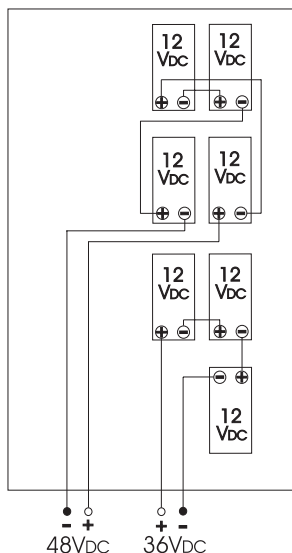 12 12
VDC VDC
+ - + -
12 12
VDC VDC
+ - + -
12 12
VDC VDC
+ - + -
- +
12
VDC
- + + -
48VDC 36VDC